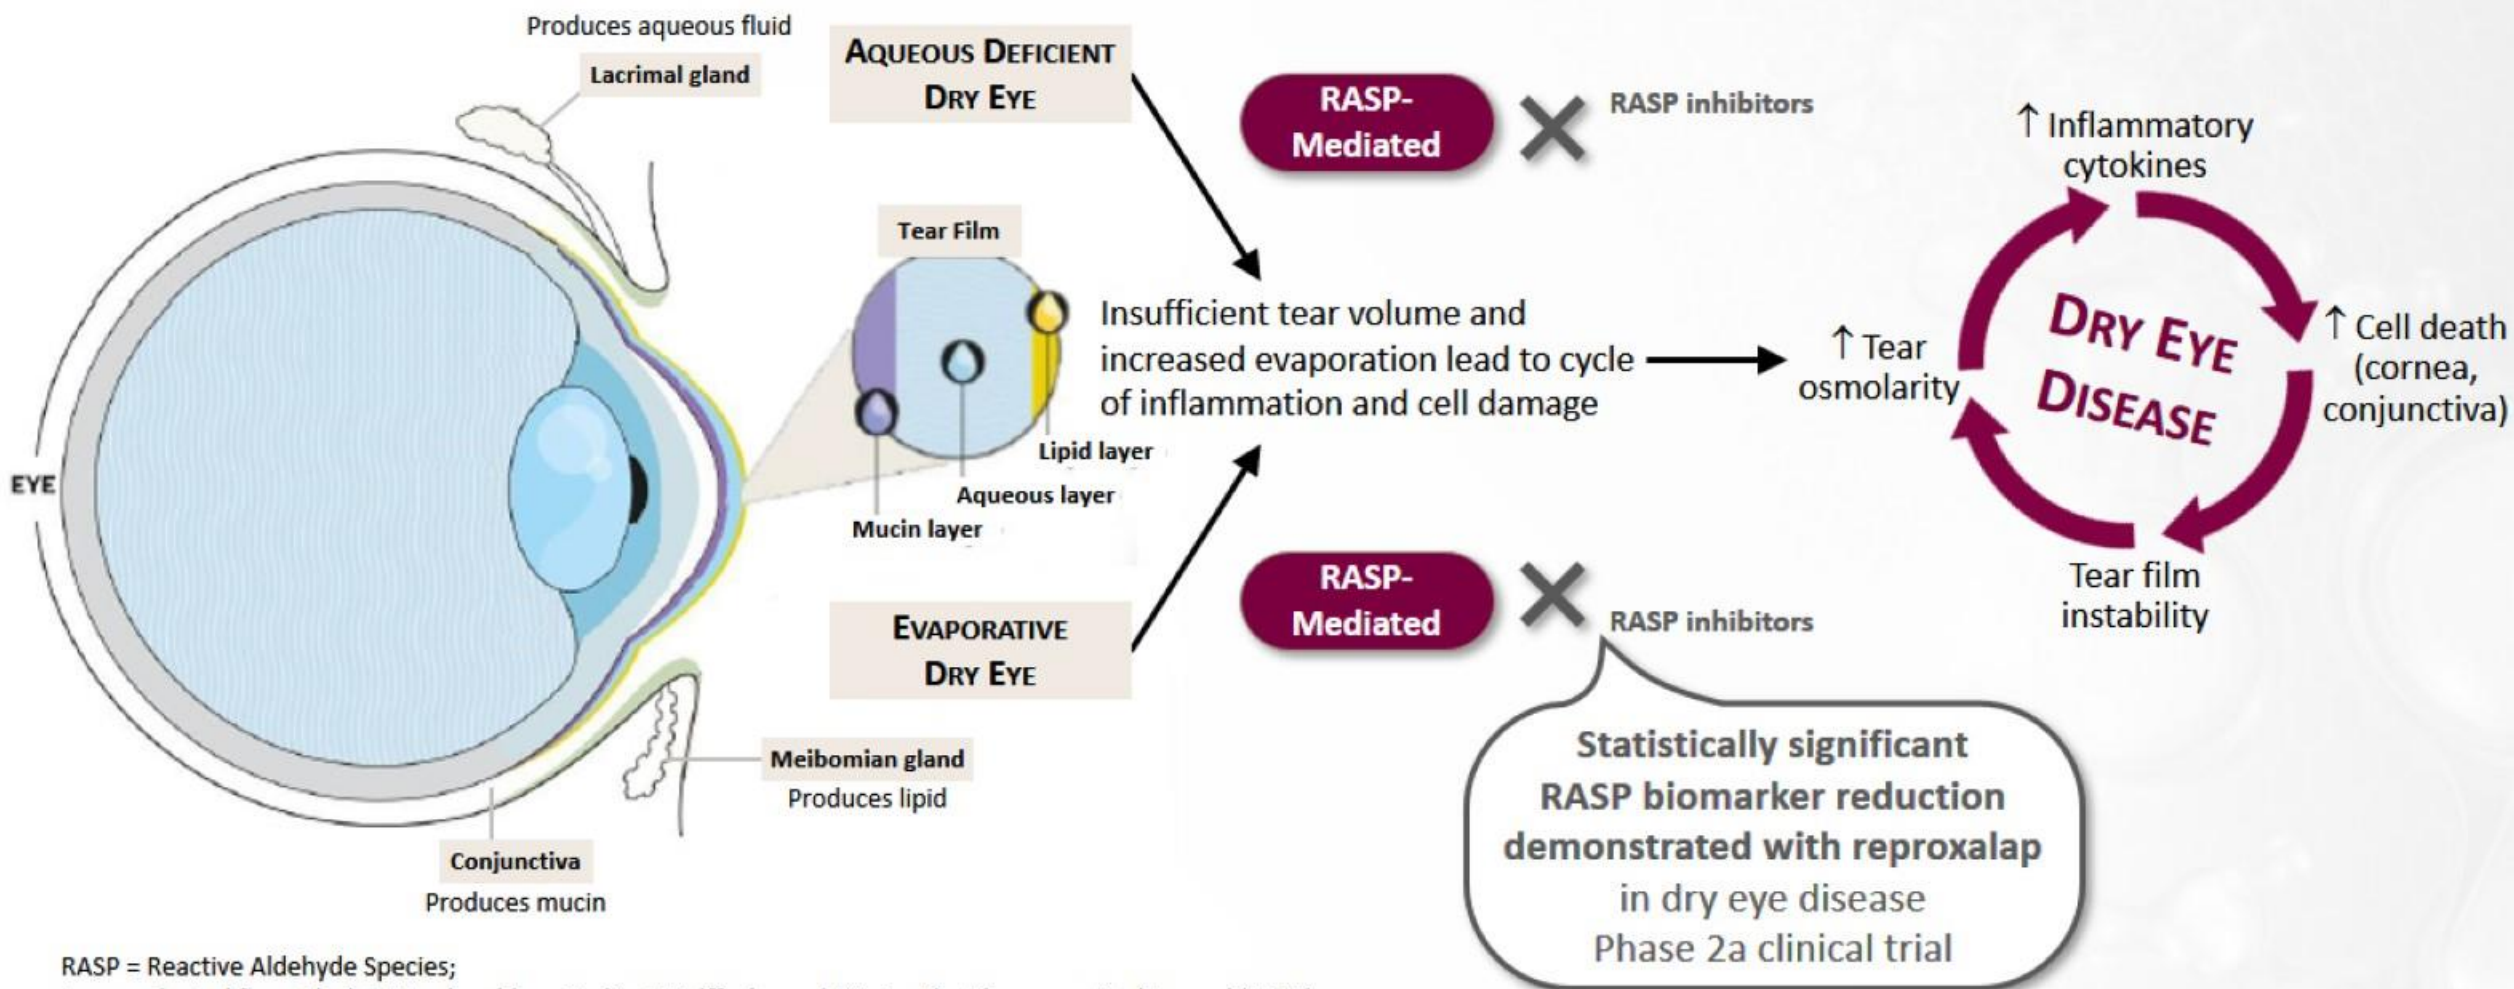 Produces aqueous fluid
Lacrimal gland
EYE
Conjunctiva
Produces mucin
Meibomian gland
Produces lipid
Tear Film
Lipid layer
Aqueous layer
Mucin layer
AQUEOUS DEFICIENT
DRY EYE
EVAPORATIVE
DRY EYE
RASP-
Mediated
RASP inhibitors
Insufficient tear volume and
increased evaporation lead to cycle
of inflammation and cell damage
RASP-
Mediated
RASP inhibitors
Statistically significant
RASP biomarker reduction
demonstrated with reproxalap
in dry eye disease
Phase 2a clinical trial
↑ Tear
osmolarity
↑ Inflammatory
cytokines
↑ Cell death
(cornea,
conjunctiva)
Tear film
instability
DRY EYE
DISEASE
RASP = Reactive Aldehyde Species;